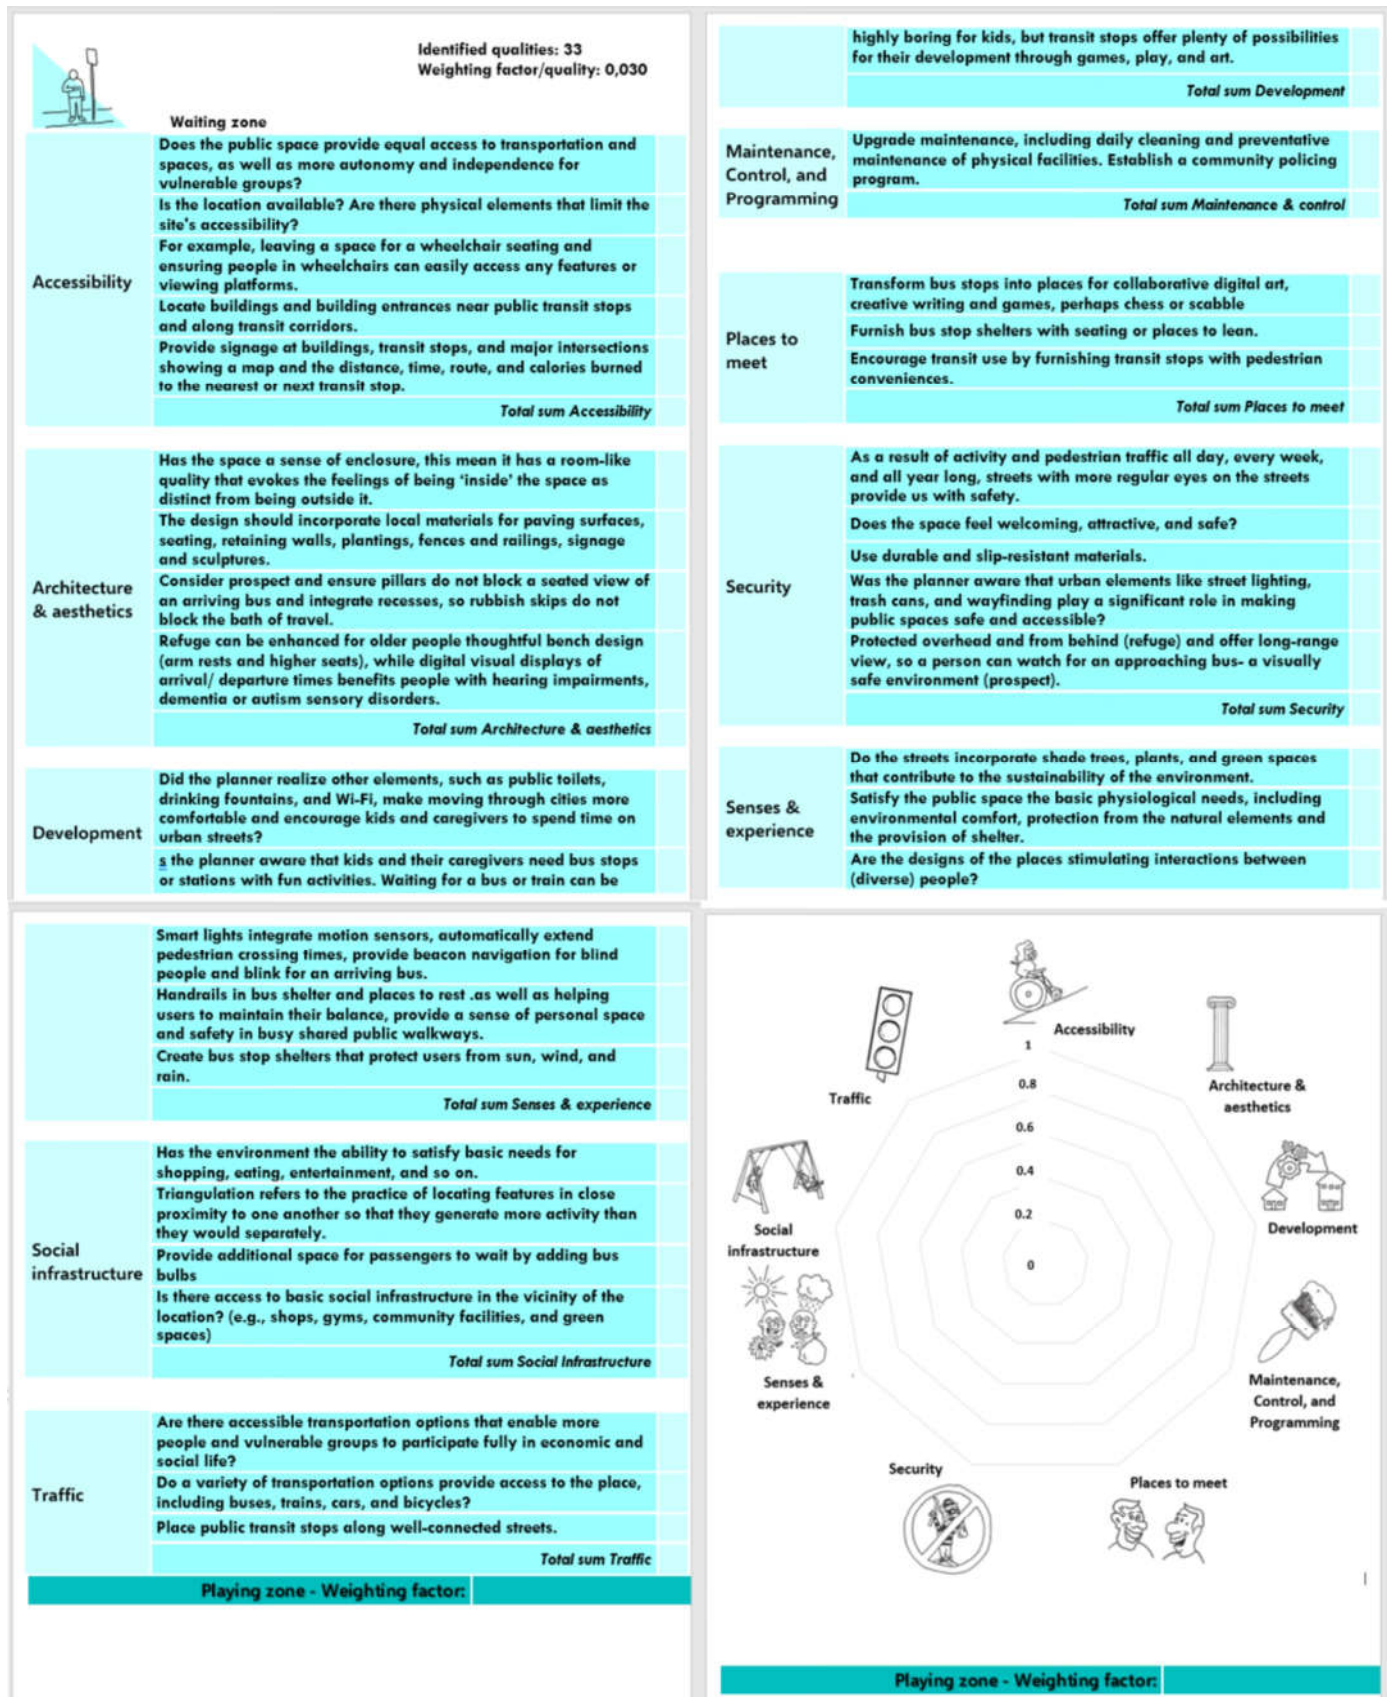 Identified qualities: 33
Weighting factor/quality: 0,030
Waiting zone
Accessibility
Does the public space provide equal access to transportation and
spaces, as well as more autonomy and independence for
vulnerable groups?
Is the location available? Are there physical elements that limit the
site's accessibility?
For example, leaving a space for a wheelchair seating and
ensuring people in wheelchairs can easily access any features or
viewing platforms.
Locate buildings and building entrances near public transit stops
and along transit corridors.
Provide signage at buildings, transit stops, and major intersections
showing a map and the distance, time, route, and calories burned
to the nearest or next transit stop.
Total sum Accessibility
Architecture
& aesthetics
Has the space a sense of enclosure, this mean it has a room-like
quality that evokes the feelings of being 'inside' the space as
distinct from being outside it.
The design should incorporate local materials for paving surfaces,
seating, retaining walls, plantings, fences and railings, signage
and sculptures.
Consider prospect and ensure pillars do not block a seated view of
an arriving bus and integrate recesses, so rubbish skips do not
block the bath of travel.
Refuge can be enhanced for older people thoughtful bench design
(arm rests and higher seats), while digital visual displays of
arrival/ departure times benefits people with hearing impairments,
dementia or autism sensory disorders.
Total sum Architecture & aesthetics
Development
Did the planner realize other elements, such as public toilets,
drinking fountains, and Wi-Fi, make moving through cities more
comfortable and encourage kids and caregivers to spend time on
urban streets?
s the planner aware that kids and their caregivers need bus stops
or stations with fun activities. Waiting for a bus or train can be
highly boring for kids, but transit stops offer plenty of possibilities
for their development through games, play, and art.
Total sum Development
Maintenance,
Control, and
Programming
Upgrade maintenance, including daily cleaning and preventative
maintenance of physical facilities. Establish a community policing
program.
Total sum Maintenance & control
Places to
meet
Transform bus stops into places for collaborative digital art,
creative writing and games, perhaps chess or scabble
Furnish bus stop shelters with seating or places to lean.
Encourage transit use by furnishing transit stops with pedestrian
conveniences.
Total sum Places to meet
Security
As a result of activity and pedestrian traffic all day, every week,
and all year long, streets with more regular eyes on the streets
provide us with safety.
Does the space feel welcoming, attractive, and safe?
Use durable and slip-resistant materials.
Was the planner aware that urban elements like street lighting,
trash cans, and wayfinding play a significant role in making
public spaces safe and accessible?
Protected overhead and from behind (refuge) and offer long-range
view, so a person can watch for an approaching bus- a visually
safe environment (prospect).
Total sum Security
Senses &
experience
Do the streets incorporate shade trees, plants, and green spaces
that contribute to the sustainability of the environment.
Satisfy the public space the basic physiological needs, including
environmental comfort, protection from the natural elements and
the provision of shelter.
Are the designs of the places stimulating interactions between
(diverse) people?
Smart lights integrate motion sensors, automatically extend
pedestrian crossing times, provide beacon navigation for blind
people and blink for an arriving bus.
Handrails in bus shelter and places to rest .as well as helping
users to maintain their balance, provide a sense of personal space
and safety in busy shared public walkways.
Create bus stop shelters that protect users from sun, wind, and
rain.
Total sum Senses & experience
Social
infrastructure
Has the environment the ability to satisfy basic needs for
shopping, eating, entertainment, and so on.
Triangulation refers to the practice of locating features in close
proximity to one another so that they generate more activity than
they would separately.
Provide additional space for passengers to wait by adding bus
bulbs
Is there access to basic social infrastructure in the vicinity of the
location? (e.g., shops, gyms, community facilities, and green
spaces)
Total sum Social Infrastructure
Traffic
Are there accessible transportation options that enable more
people and vulnerable groups to participate fully in economic and
social life?
Do a variety of transportation options provide access to the place,
including buses, trains, cars, and bicycles?
Place public transit stops along well-connected streets.
Total sum Traffic
Playing zone - Weighting factor:
Accessibility
Architecture &
aesthetics
Development
Maintenance,
Control, and
Programming
Places to meet
Security
Senses &
experience
Social
infrastructure
Traffic
1
0.8
0.6
0.4
0.2
0
Playing zone - Weighting factor: